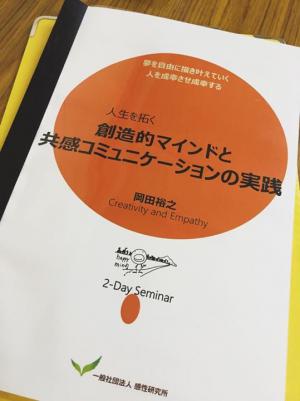 夢を自由に描き叶えていく
人を成幸させ成幸する
人生を拓く
創造的マインドと
共感コミュニケーションの実践
岡田裕之
Creativity and Empathy
happy
mind
2-Day Seminar
一般社団法人 感性研究所